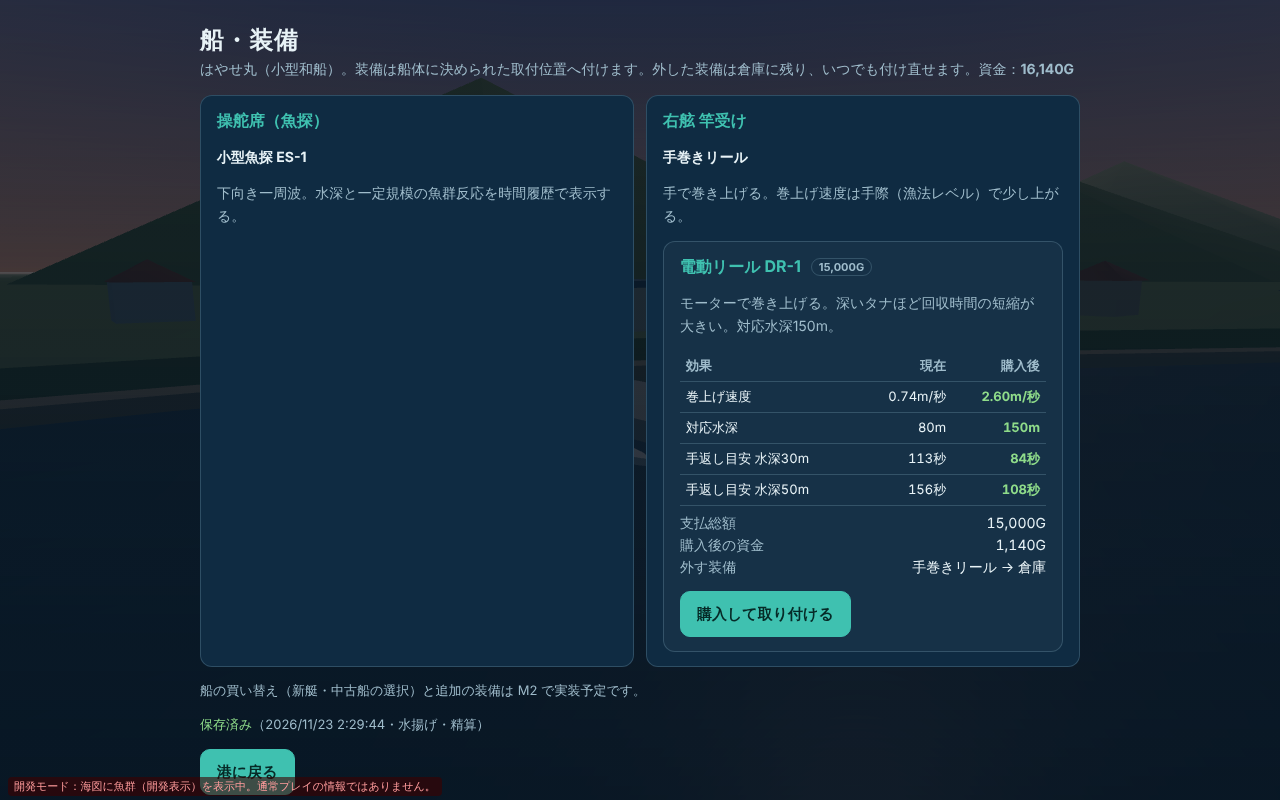 船・装備
はやせ丸（小型和船）。装備は船体に決められた取付位置へ付けます。外した装備は倉庫に残り、いつでも付け直せます。資金：16,140G
操舵席（魚探）
小型魚探 ES-1
下向き一周波。水深と一定規模の魚群反応を時間履歴で表示す
る。
右舷 竿受け
手巻きリール
手で巻き上げる。巻上げ速度は手際（漁法レベル）で少し上が
る。
電動リール DR-1 15,000G
モーターで巻き上げる。深いタナほど回収時間の短縮が
大きい。対応水深150m。
効果 現在 購入後
巻上げ速度 0.74m/秒 2.60m/秒
対応水深 80m 150m
手返し目安 水深30m 113秒 84秒
手返し目安 水深50m 156秒 108秒
支払総額 15,000G
購入後の資金 1,140G
外す装備 手巻きリール → 倉庫
購入して取り付ける
船の買い替え（新艇・中古船の選択）と追加の装備は M2 で実装予定です。
保存済み（2026/11/23 2:29:44・水揚げ・精算）
港に戻る
開発モード：海図に魚群（開発表示）を表示中。通常プレイの情報ではありません。